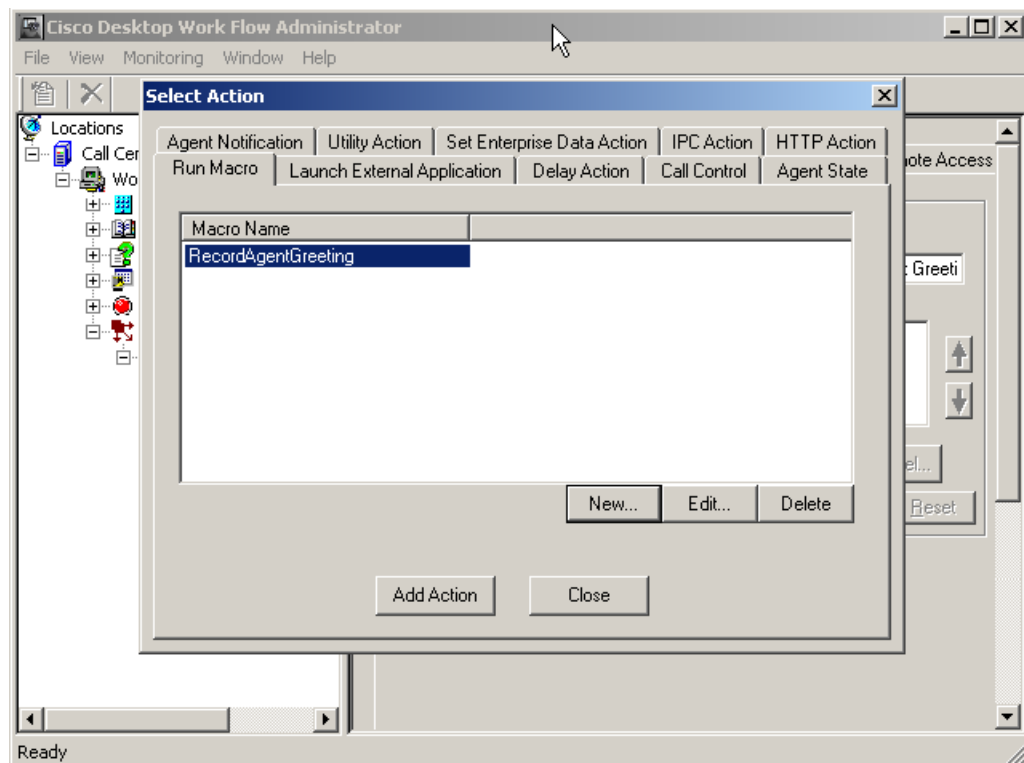 Cisco Desktop Work Flow Administrator
File View Monitoring Window Help
Select Action
Locations
Call Cer
Wo
Agent Notification Utility Action Set Enterprise Data Action IPC Action HTTP Action
Run Macro Launch External Application Delay Action Call Control Agent State
ote Access
Macro Name
RecordAgentGreeting
: Greeti
el...
New... Edit... Delete
Reset
Add Action Close
Ready